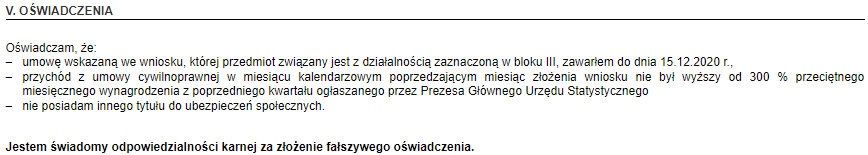 V. OŚWIADCZENIA
Oświadczam, że:
– umowę wskazaną we wniosku, której przedmiot związany jest z działalnością zaznaczoną w bloku III, zawarłem do dnia 15.12.2020 r.,
– przychód z umowy cywilnoprawnej w miesiącu kalendarzowym poprzedzającym miesiąc złożenia wniosku nie był wyższy od 300 % przeciętnego
miesięcznego wynagrodzenia z poprzedniego kwartału ogłaszanego przez Prezesa Głównego Urzędu Statystycznego
– nie posiadam innego tytułu do ubezpieczeń społecznych.
Jestem świadomy odpowiedzialności karnej za złożenie fałszywego oświadczenia.